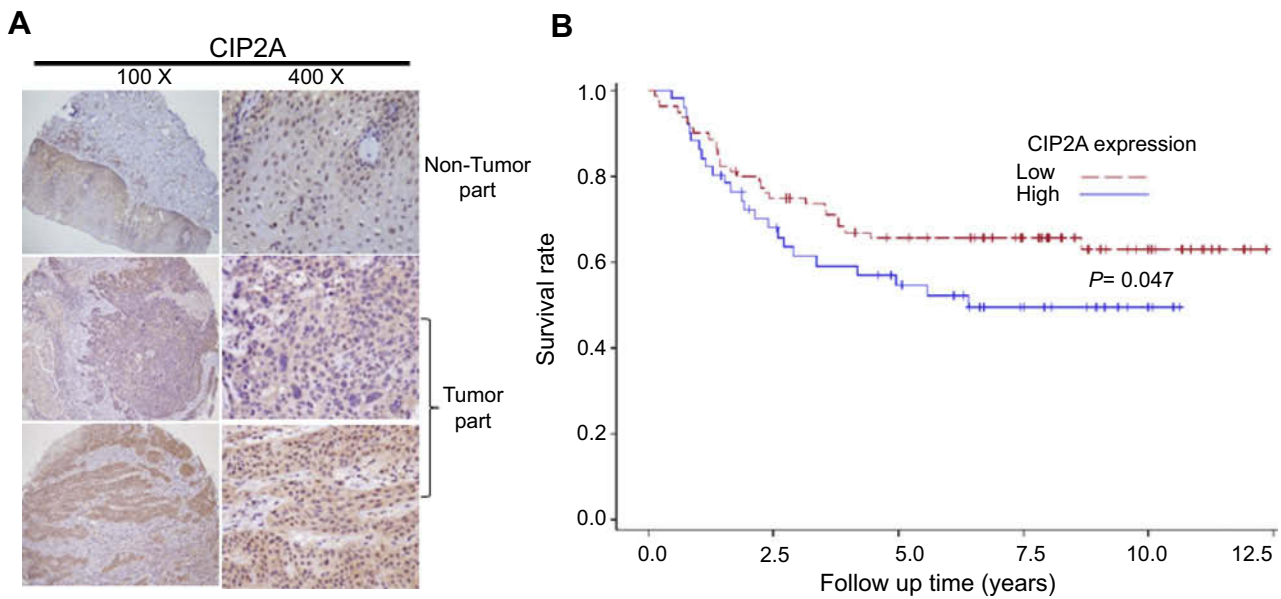 A
CIP2A
100 X
400 X
Non-Tumor
part
Tumor
part
B
1.0
0.8
0.6
0.4
0.2
0.0
Survival rate
CIP2A expression
Low
High
P= 0.047
0.0
2.5
5.0
7.5
10.0
12.5
Follow up time (years)